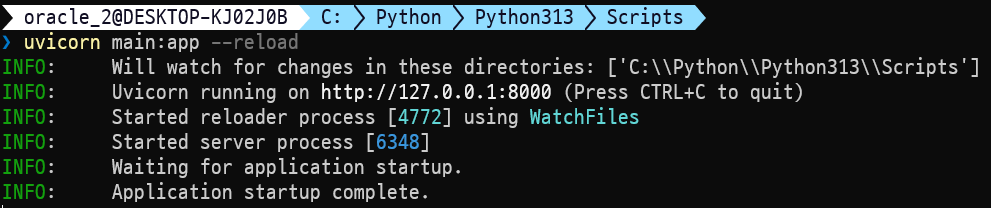 oracle_2@DESKTOP-KJ02J0B C: Python Python313 Scripts
❯ uvicorn main:app --reload
INFO:     Will watch for changes in these directories: ['C:\\Python\\Python313\\Scripts']
INFO:     Uvicorn running on http://127.0.0.1:8000 (Press CTRL+C to quit)
INFO:     Started reloader process [4772] using WatchFiles
INFO:     Started server process [6348]
INFO:     Waiting for application startup.
INFO:     Application startup complete.